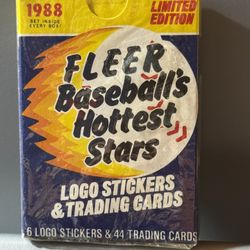 1988
SET INSIDE
EVERY BOX!
LIMITED
EDITION
FLEER
Baseball's
Hottest
Stars
LOGO STICKERS
& TRADING CARDS
6 LOGO STICKERS & 44 TRADING CARDS